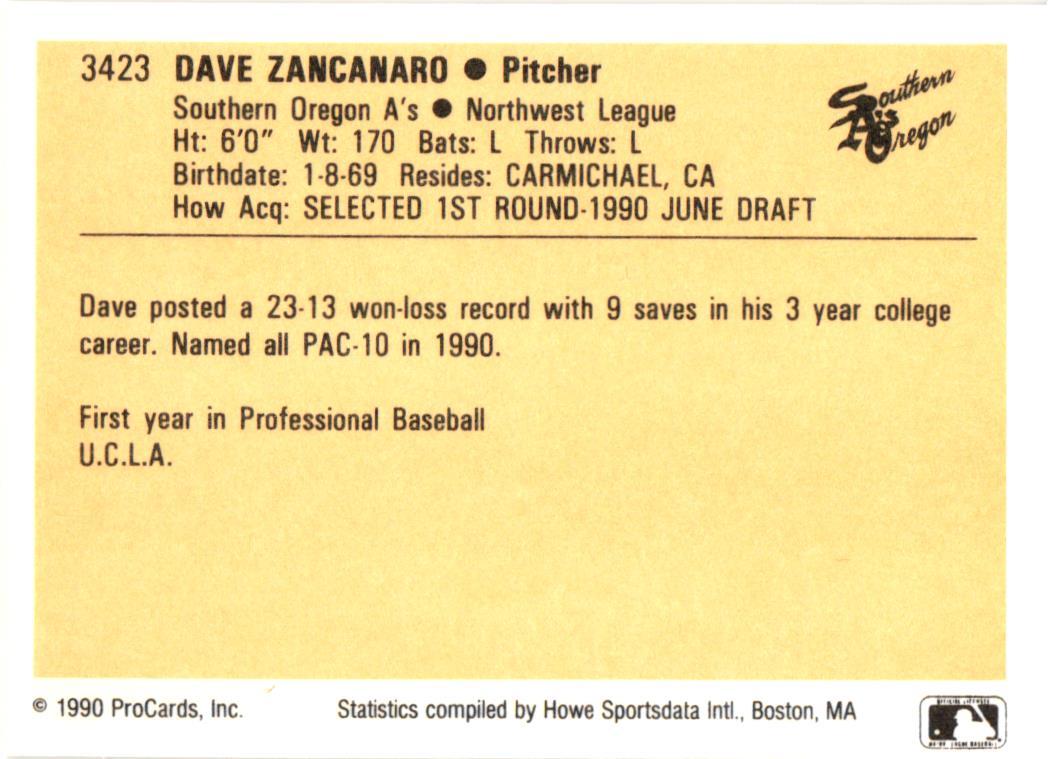 3423 DAVE ZANCANARO ● Pitcher
Southern Oregon A's ● Northwest League
Ht: 6'0" Wt: 170 Bats: L Throws: L
Birthdate: 1-8-69 Resides: CARMICHAEL, CA
How Acq: SELECTED 1ST ROUND-1990 JUNE DRAFT
Southern
A's
Oregon
Dave posted a 23-13 won-loss record with 9 saves in his 3 year college
career. Named all PAC-10 in 1990.
First year in Professional Baseball
U.C.L.A.
© 1990 ProCards, Inc. Statistics compiled by Howe Sportsdata Intl., Boston, MA